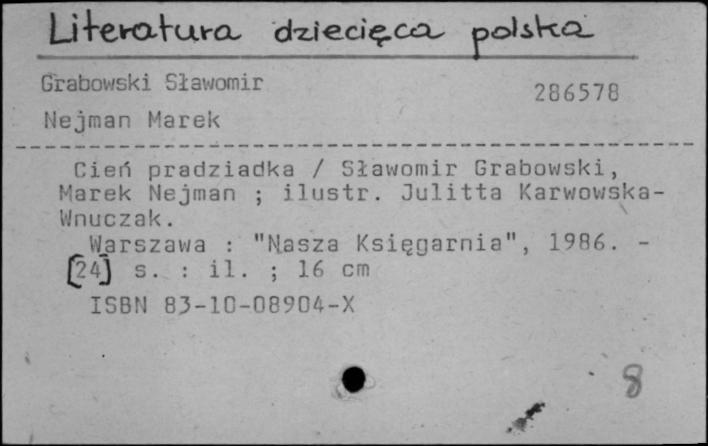 Literatura dziecięca polska
Grabowski Sławomir
286578
Nejman Marek
Cień pradziadka / Sławomir Grabowski,
Marek Nejman ; ilustr. Julitta Karwowska-
Wnuczak.
Warszawa : "Nasza Księgarnia", 1986. -
[24] s. : il. ; 16 cm
ISBN 83-10-08904-X
8